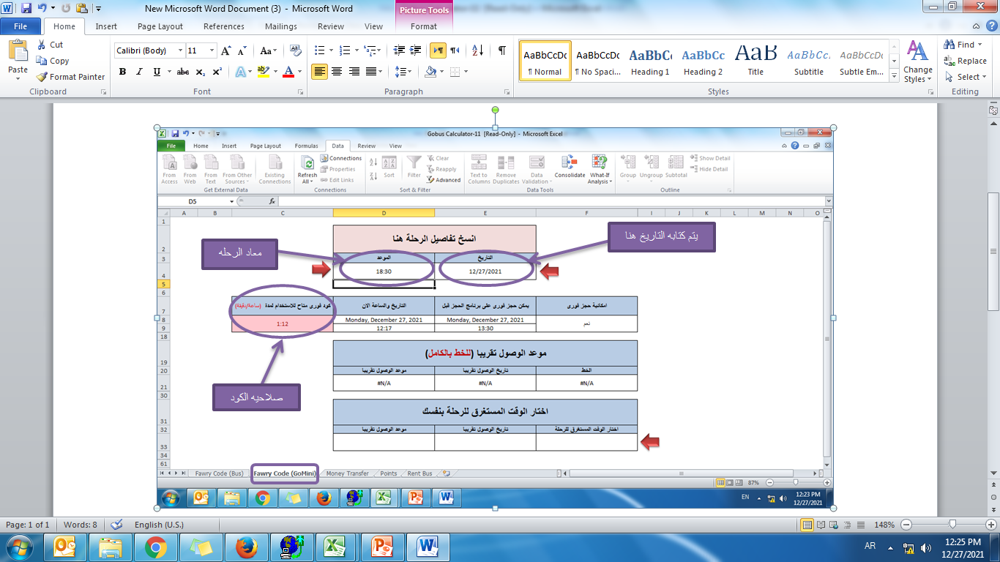 New Microsoft Word Document (3) - Microsoft Word
Picture Tools
File Home Insert Page Layout References Mailings Review View Format
Paste
Cut
Copy
Format Painter
Calibri (Body) 11
AaBbCcDc AaBbCcDc AaBbCc AaBbCc AaB AaBbCc. AaBbCcDc
¶ Normal ¶ No Spaci... Heading 1 Heading 2 Title Subtitle Subtle Em...
Change Styles
Find
Replace
Select
Clipboard Font Paragraph Styles Editing
Gobus Calculator-11 [Read-Only] - Microsoft Excel
File Home Insert Page Layout Formulas Data Review View
From Access
From Web
From Text
From Other Sources
Existing Connections
Refresh All
Connections
Properties
Edit Links
Sort
Filter
Clear
Reapply
Advanced
Text to Columns
Remove Duplicates
Data Validation
Consolidate
What-If Analysis
Group
Ungroup
Subtotal
Show Detail
Hide Detail
Get External Data Connections Sort & Filter Data Tools Outline
D5 fx
A B C D E F I J K L M N O
1
2
3
4
5
6
7
8
9
18
19
20
21
30
31
32
33
34
61
انسخ تفاصيل الرحلة هنا
يتم كتابه التاريخ هنا
معاد الرحله
الموعد التاريخ
18:30 12/27/2021
كود فورى متاح للاستخدام لمدة (ساعة/دقيقة)
التاريخ والساعة الان
يمكن حجز فورى على برنامج الحجز قبل
امكانية حجز فورى
1:12
Monday, December 27, 2021 Monday, December 27, 2021
نعم
12:17 13:30
موعد الوصول تقريبا (للخط بالكامل)
موعد الوصول تقريبا تاريخ الوصول تقريبا الخط
#N/A #N/A #N/A
صلاحيه الكود
اختار الوقت المستغرق للرحلة بنفسك
موعد الوصول تقريبا تاريخ الوصول تقريبا اختار الوقت المستغرق للرحلة
Fawry Code (Bus) Fawry Code (GoMini) Money Transfer Points Rent Bus
87%
EN 12:23 PM
12/27/2021
Page: 1 of 1 Words: 8 English (U.S.) 148%
AR 12:25 PM
12/27/2021